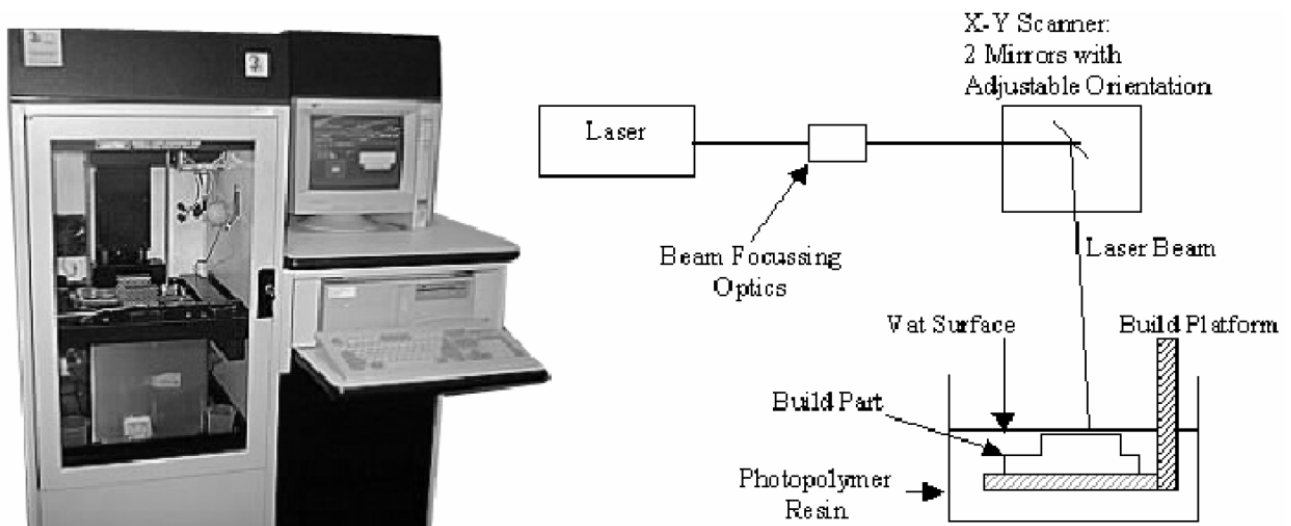 X-Y Scanner:
2 Mirrors with
Adjustable Orientation
Laser
Beam Focussing
Optics
Laser Beam
Vat Surface
Build Platform
Build Part
Photopolymer
Resin